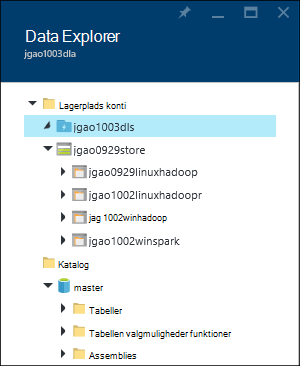 Data Explorer
jgao1003dla
Lagerplads konti
jgao1003dls
jgao0929store
jgao0929linuxhadoop
jgao1002linuxhadoopr
jag 1002winhadoop
jgao1002winspark
Katalog
master
Tabeller
Tabellen valgmuligheder funktioner
Assemblies